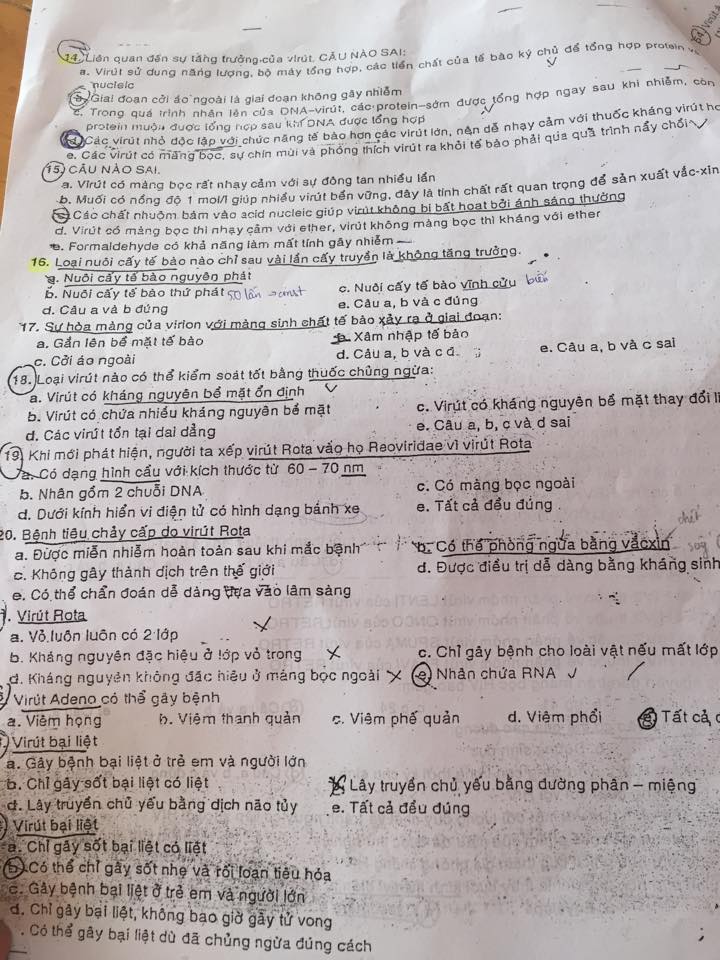 14. Liên quan đến sự tăng trưởng của virút, CÂU NÀO SAI:
a. Virút sử dụng năng lượng, bộ máy tổng hợp, các tiền chất của tế bào ký chủ để tổng hợp protein và
nucleic
b. Giai đoạn cởi áo ngoài là giai đoạn không gây nhiễm
c. Trong quá trình nhân lên của DNA-virút, các protein-sớm được tổng hợp ngay sau khi nhiễm, còn
protein muộn được tổng hợp sau khi DNA được tổng hợp
d. Các virút nhỏ độc lập với chức năng tế bào hơn các virút lớn, nên dễ nhạy cảm với thuốc kháng virút hơ
e. Các virút có màng bọc, sự chín mùi và phóng thích virút ra khỏi tế bào phải qua quá trình nẩy chồi
15. CÂU NÀO SAI.
a. Virút có màng bọc rất nhạy cảm với sự đông tan nhiều lần
b. Muối có nồng độ 1 mol/l giúp nhiều virút bền vững, đây là tính chất rất quan trọng để sản xuất vắc-xin
c. Các chất nhuộm bám vào acid nucleic giúp virút không bị bất hoạt bởi ánh sáng thường
d. Virút có màng bọc thì nhạy cảm với ether, virút không màng bọc thì kháng với ether
e. Formaldehyde có khả năng làm mất tính gây nhiễm
16. Loại nuôi cấy tế bào nào chỉ sau vài lần cấy truyền là không tăng trưởng.
a. Nuôi cấy tế bào nguyên phát
b. Nuôi cấy tế bào thứ phát 50 lần c. Nuôi cấy tế bào vĩnh cửu biến
d. Câu a và b đúng e. Câu a, b và c đúng
17. Sự hòa màng của virion với màng sinh chất tế bào xảy ra ở giai đoạn:
a. Gắn lên bề mặt tế bào b. Xâm nhập tế bào
c. Cởi áo ngoài d. Câu a, b và c đ. e. Câu a, b và c sai
18. Loại virút nào có thể kiểm soát tốt bằng thuốc chủng ngừa:
a. Virút có kháng nguyên bề mặt ổn định
b. Virút có chứa nhiều kháng nguyên bề mặt c. Virút có kháng nguyên bề mặt thay đổi li
d. Các virút tồn tại dai dẳng e. Câu a, b, c và d sai
19. Khi mới phát hiện, người ta xếp virút Rota vào họ Reoviridae vì virút Rota
a. Có dạng hình cầu với kích thước từ 60 – 70 nm
b. Nhân gồm 2 chuỗi DNA c. Có màng bọc ngoài
d. Dưới kính hiển vi điện tử có hình dạng bánh xe e. Tất cả đều đúng
20. Bệnh tiêu chảy cấp do virút Rota
a. Được miễn nhiễm hoàn toàn sau khi mắc bệnh b. Có thể phòng ngừa bằng vắcxin
c. Không gây thành dịch trên thế giới d. Được điều trị dễ dàng bằng kháng sinh
e. Có thể chẩn đoán dễ dàng dựa vào lâm sàng
. Virút Rota
a. Vỏ luôn luôn có 2 lớp
b. Kháng nguyên đặc hiệu ở lớp vỏ trong c. Chỉ gây bệnh cho loài vật nếu mất lớp
d. Kháng nguyên không đặc hiệu ở màng bọc ngoài e. Nhân chứa RNA
Virút Adeno có thể gây bệnh
a. Viêm họng b. Viêm thanh quản c. Viêm phế quản d. Viêm phổi e. Tất cả
Virút bại liệt
a. Gây bệnh bại liệt ở trẻ em và người lớn
b. Chỉ gây sốt bại liệt có liệt c. Lây truyền chủ yếu bằng đường phân – miệng
d. Lây truyền chủ yếu bằng dịch não tủy e. Tất cả đều đúng
Virút bại liệt
a. Chỉ gây sốt bại liệt có liệt
b. Có thể chỉ gây sốt nhẹ và rối loạn tiêu hóa
c. Gây bệnh bại liệt ở trẻ em và người lớn
d. Chỉ gây bại liệt, không bao giờ gây tử vong
. Có thể gây bại liệt dù đã chủng ngừa đúng cách